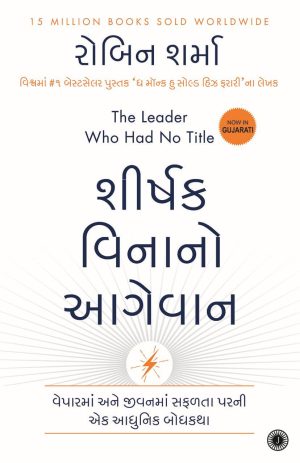 15 MILLION BOOKS SOLD WORLDWIDE
રોબિન શર્મા
વિશ્વમાં #૧ બેસ્ટસેલર પુસ્તક ‘ધ મૉન્ક હુ સોલ્ડ હિઝ ફરારી’ના લેખક
The Leader
Who Had No Title
NOW IN
GUJARATI
શીર્ષક
વિનાનો
આગેવાન
વેપારમાં અને જીવનમાં સફળતા પરની
એક આધુનિક બોધકથા
J